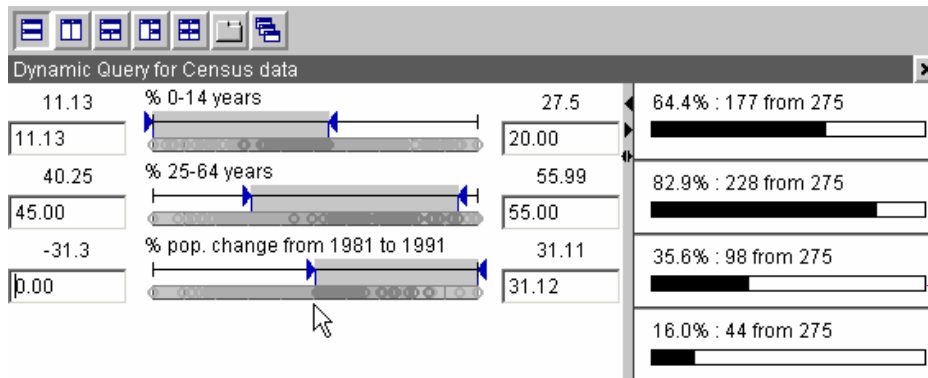 Dynamic Query for Census data
11.13 % 0-14 years 27.5
11.13 20.00
40.25 % 25-64 years 55.99
45.00 55.00
-31.3 % pop. change from 1981 to 1991 31.11
0.00 31.12
64.4% : 177 from 275
82.9% : 228 from 275
35.6% : 98 from 275
16.0% : 44 from 275